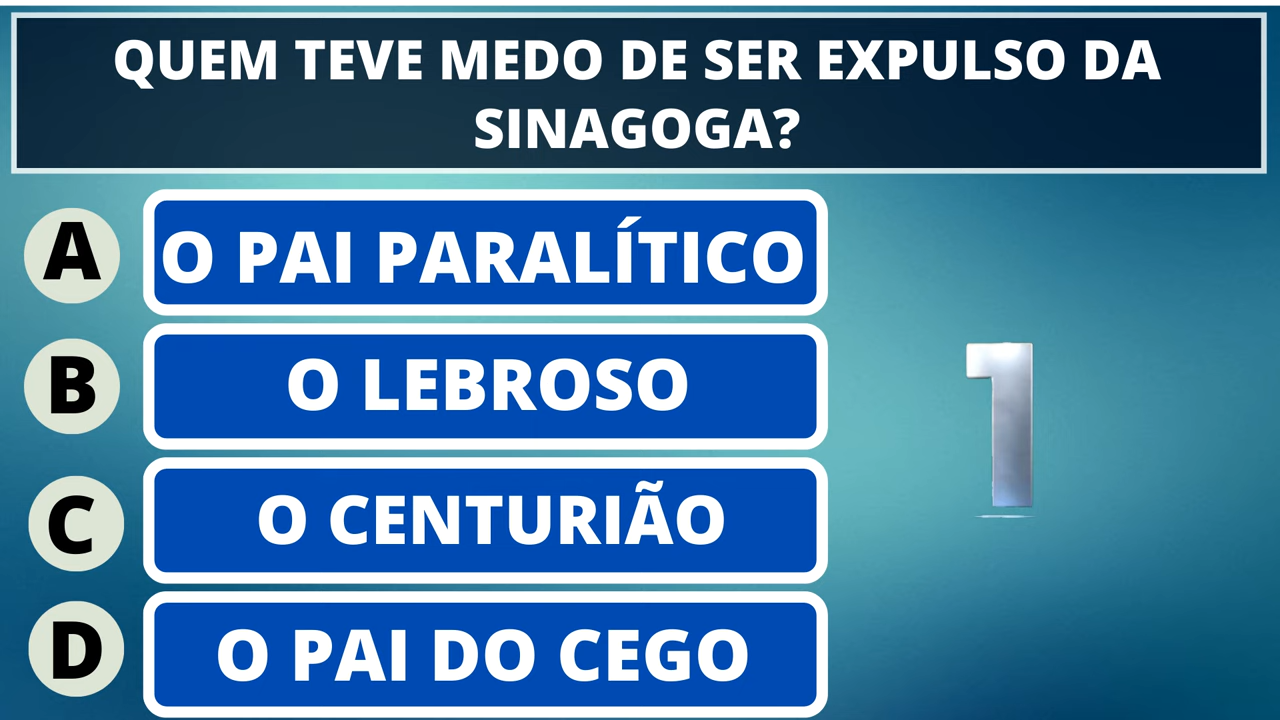 QUEM TEVE MEDO DE SER EXPULSO DA
SINAGOGA?
A
O PAI PARALÍTICO
B
O LEBROSO
1
C
O CENTURIÃO
D
O PAI DO CEGO